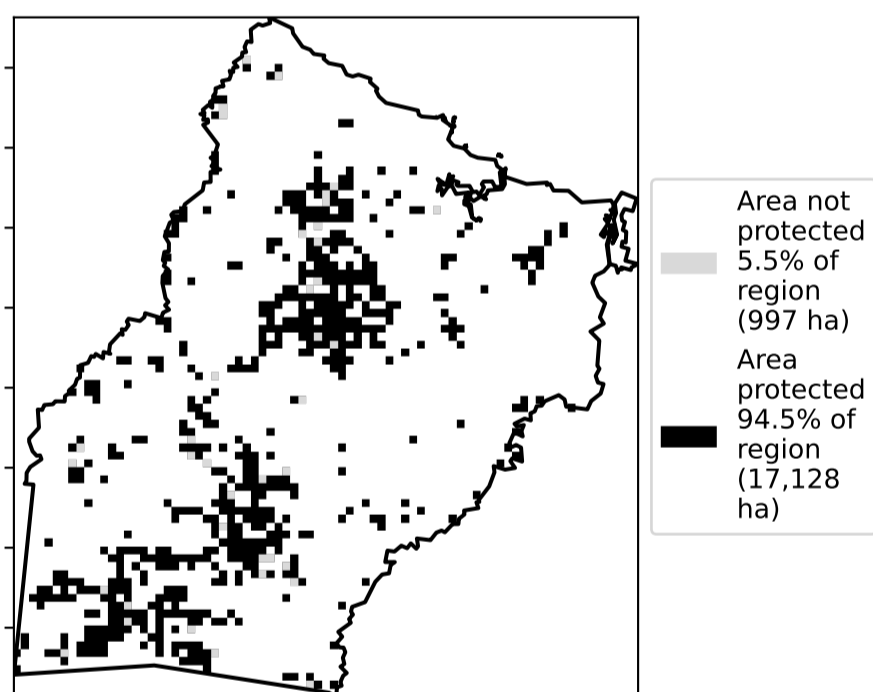 Area not
protected
5.5% of
region
(997 ha)
Area
protected
94.5% of
region
(17,128
ha)